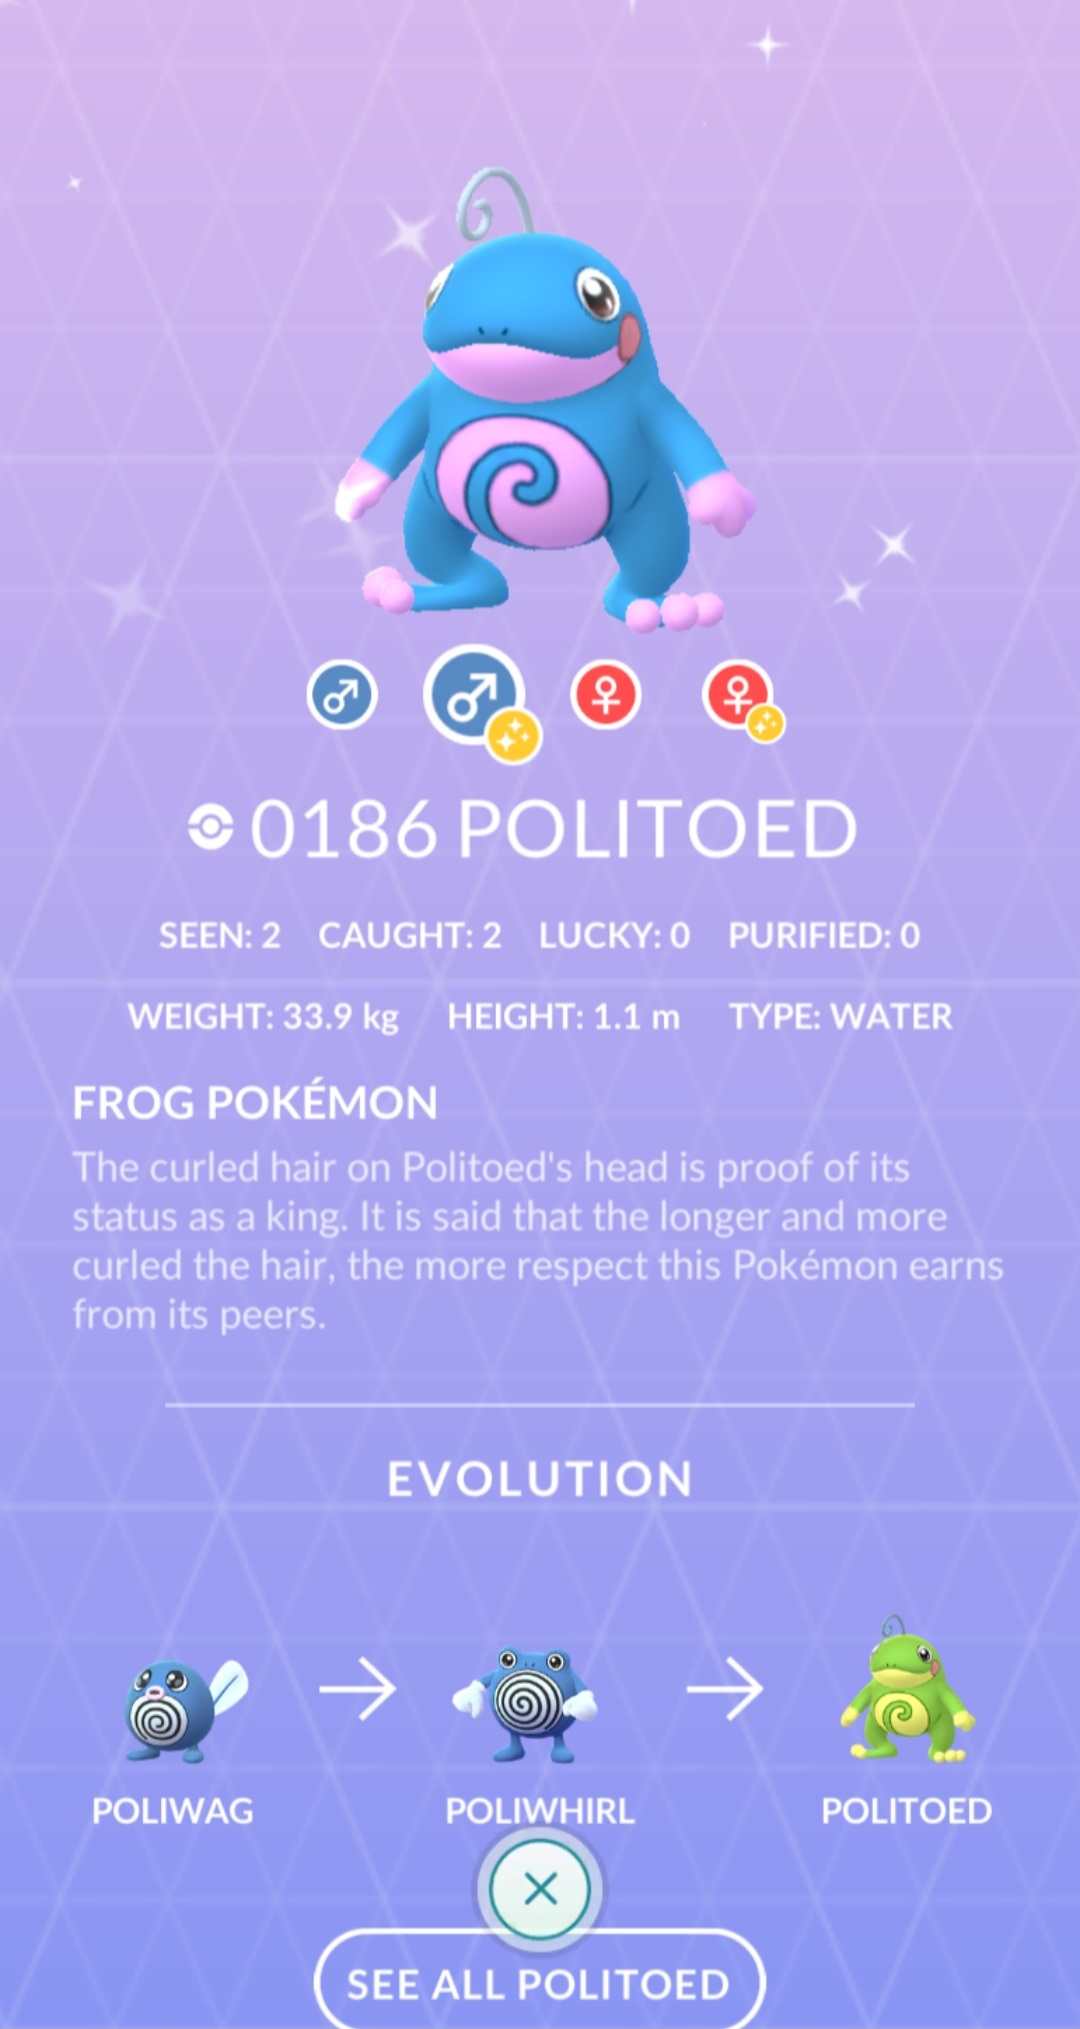 0186 POLITOED
SEEN: 2 CAUGHT: 2 LUCKY: 0 PURIFIED: 0
WEIGHT: 33.9 kg HEIGHT: 1.1 m TYPE: WATER
FROG POKÉMON
The curled hair on Politoed's head is proof of its
status as a king. It is said that the longer and more
curled the hair, the more respect this Pokémon earns
from its peers.
EVOLUTION
POLIWAG POLIWHIRL POLITOED
SEE ALL POLITOED